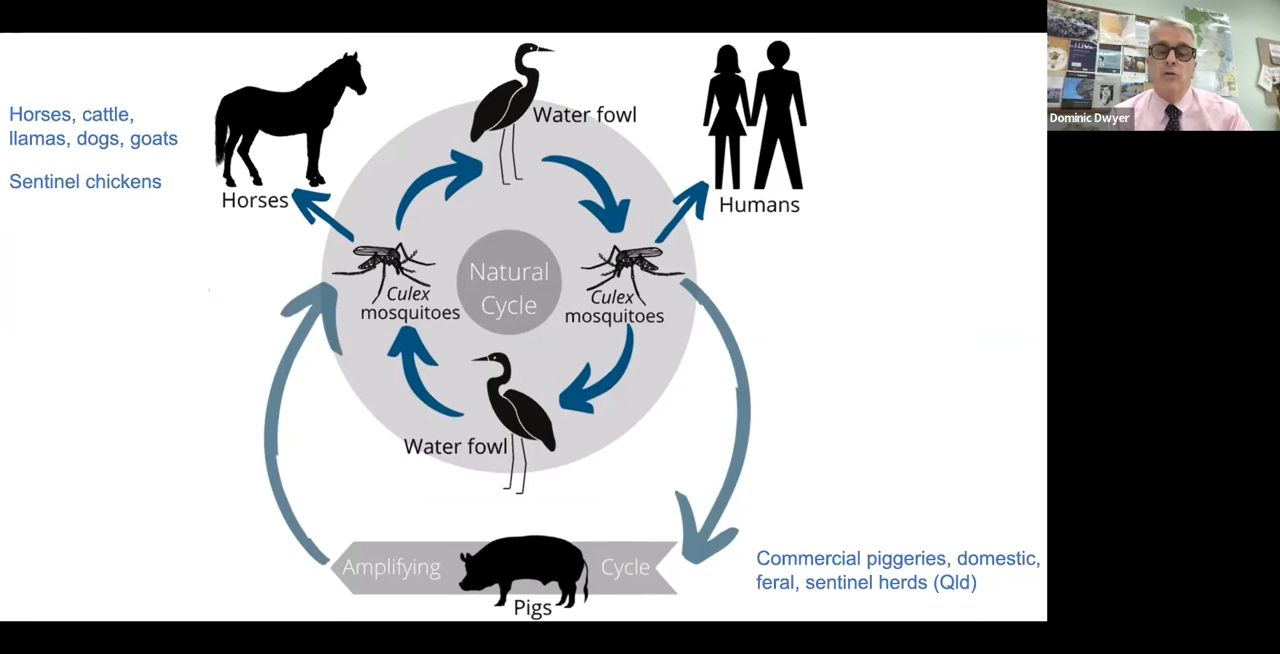 Dominic Dwyer
Horses, cattle,
llamas, dogs, goats
Sentinel chickens
Horses
Water fowl
Humans
Natural
Cycle
Culex
mosquitoes
Culex
mosquitoes
Water fowl
Amplifying
Cycle
Pigs
Commercial piggeries, domestic,
feral, sentinel herds (Qld)